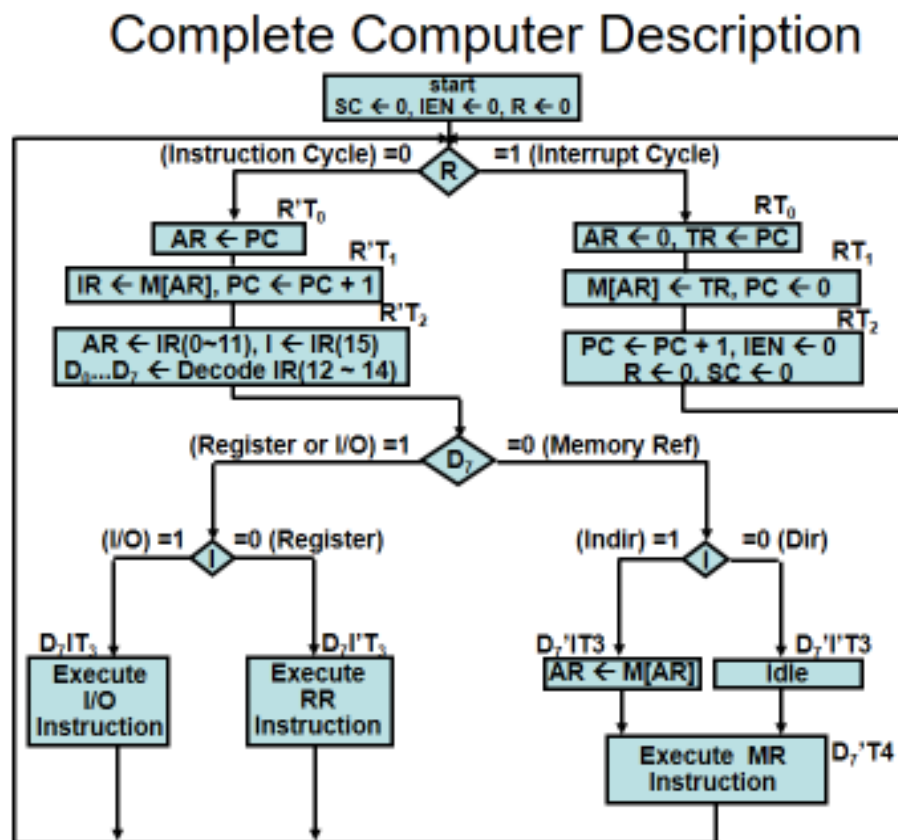 Complete Computer Description
start
SC ← 0, IEN ← 0, R ← 0
(Instruction Cycle) =0
R
=1 (Interrupt Cycle)
R'T₀
AR ← PC
R'T₁
IR ← M[AR], PC ← PC + 1
R'T₂
AR ← IR(0~11), I ← IR(15)
D₀...D₇ ← Decode IR(12 ~ 14)
RT₀
AR ← 0, TR ← PC
RT₁
M[AR] ← TR, PC ← 0
RT₂
PC ← PC + 1, IEN ← 0
R ← 0, SC ← 0
(Register or I/O) =1
D₇
=0 (Memory Ref)
(I/O) =1
I
=0 (Register)
(Indir) =1
I
=0 (Dir)
D₇IT₃
Execute
I/O
Instruction
D₇I'T₃
Execute
RR
Instruction
D₇'IT3
AR ← M[AR]
D₇'I'T3
Idle
Execute MR
Instruction
D₇'T4